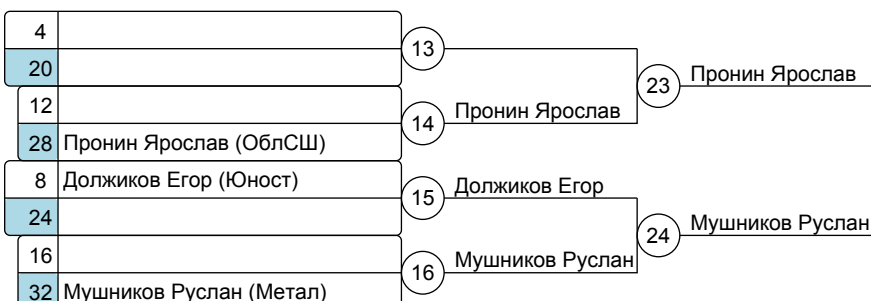 4
13
20
23 Пронин Ярослав
12
14 Пронин Ярослав
28 Пронин Ярослав (ОблСШ)
8 Должиков Егор (Юност)
15 Должиков Егор
24
24 Мушников Руслан
16
16 Мушников Руслан
32 Мушников Руслан (Метал)